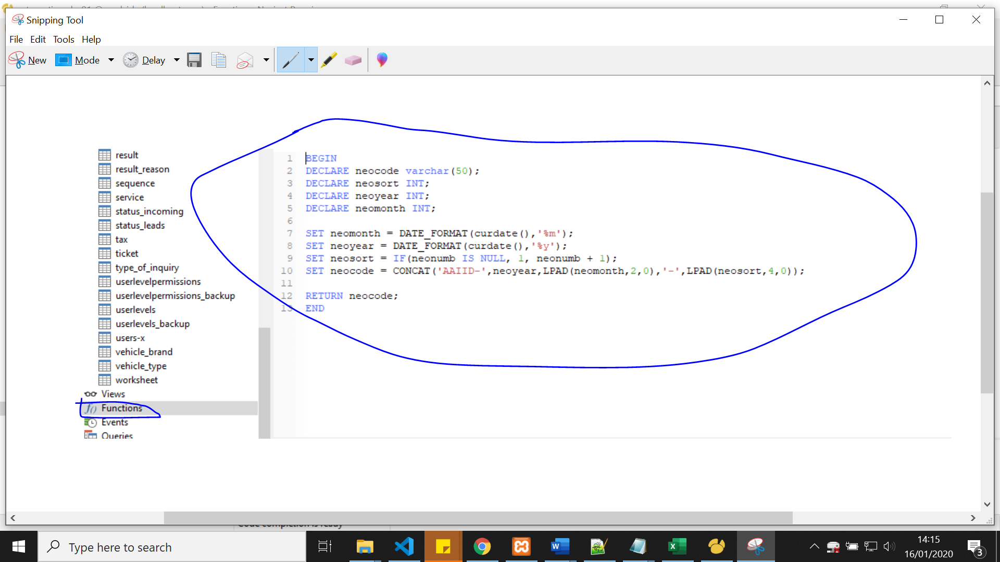 Snipping Tool
File Edit Tools Help
New Mode Delay
result
result_reason
sequence
service
status_incoming
status_leads
tax
ticket
type_of_inquiry
userlevelpermissions
userlevelpermissions_backup
userlevels
userlevels_backup
users-x
vehicle_brand
vehicle_type
worksheet
Views
f() Functions
Events
Queries
1 BEGIN
2 DECLARE neocode varchar(50);
3 DECLARE neosort INT;
4 DECLARE neoyear INT;
5 DECLARE neomonth INT;
6
7 SET neomonth = DATE_FORMAT(curdate(),'%m');
8 SET neoyear = DATE_FORMAT(curdate(),'%y');
9 SET neosort = IF(neonumb IS NULL, 1, neonumb + 1);
10 SET neocode = CONCAT('AAIID-',neoyear,LPAD(neomonth,2,0),'-',LPAD(neosort,4,0));
11
12 RETURN neocode;
13 END
Code completion is ready
Type here to search
14:15
16/01/2020
3